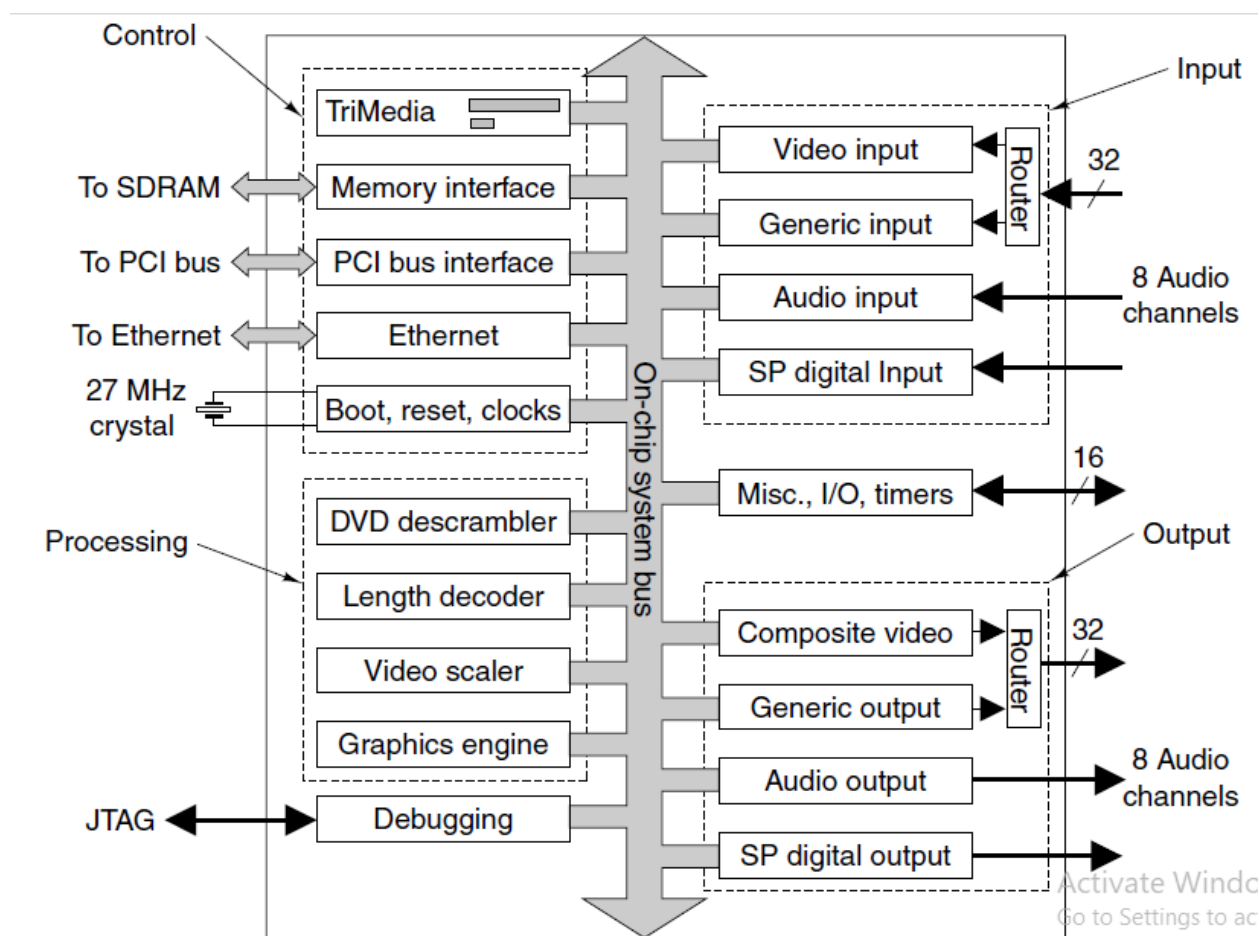 Control
Input
TriMedia
Video input
Router
32
To SDRAM
Memory interface
Generic input
To PCI bus
PCI bus interface
Audio input
8 Audio
channels
To Ethernet
Ethernet
SP digital Input
27 MHz
crystal
Boot, reset, clocks
On-chip system bus
Misc., I/O, timers
16
Processing
DVD descrambler
Output
Length decoder
Composite video
Router
32
Video scaler
Generic output
Graphics engine
Audio output
8 Audio
channels
JTAG
Debugging
SP digital output
Activate Windo
Go to Settings to ac